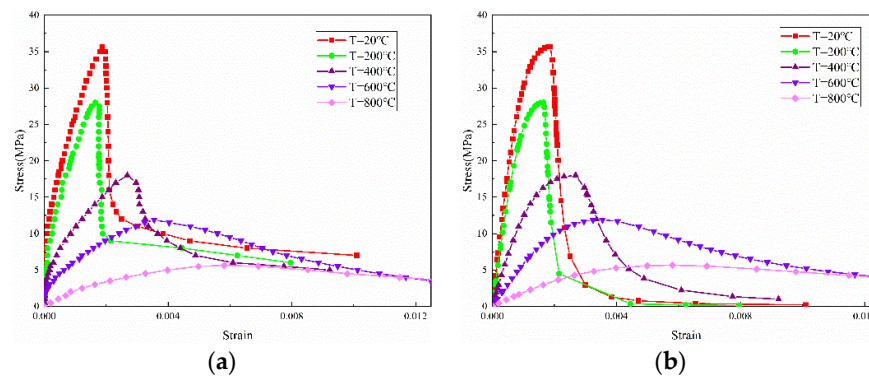 40
35
30
25
20
15
10
5
0
Stress(MPa)
0.000
0.004
0.008
0.012
Strain
T=20℃
T=200℃
T=400℃
T=600℃
T=800℃
(a)
40
35
30
25
20
15
10
5
0
Stress(MPa)
0.000
0.004
0.008
Strain
T=20℃
T=200℃
T=400℃
T=600℃
T=800℃
(b)